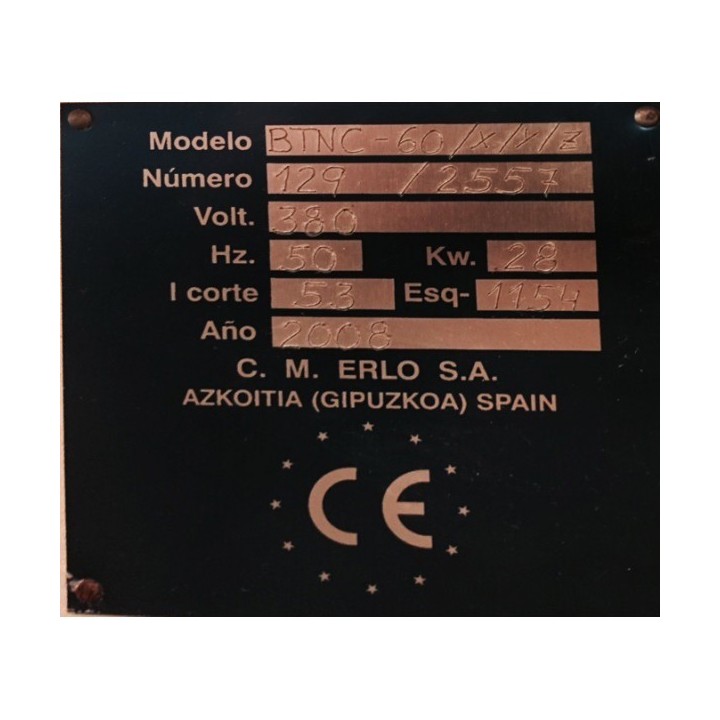 Modelo BTNC-60/X/Y/Z
Número 129 /2557
Volt. 380
Hz. 50 Kw. 28
I corte 53 Esq- 1154
Año 2008
C. M. ERLO S.A.
AZKOITIA (GIPUZKOA) SPAIN
CE